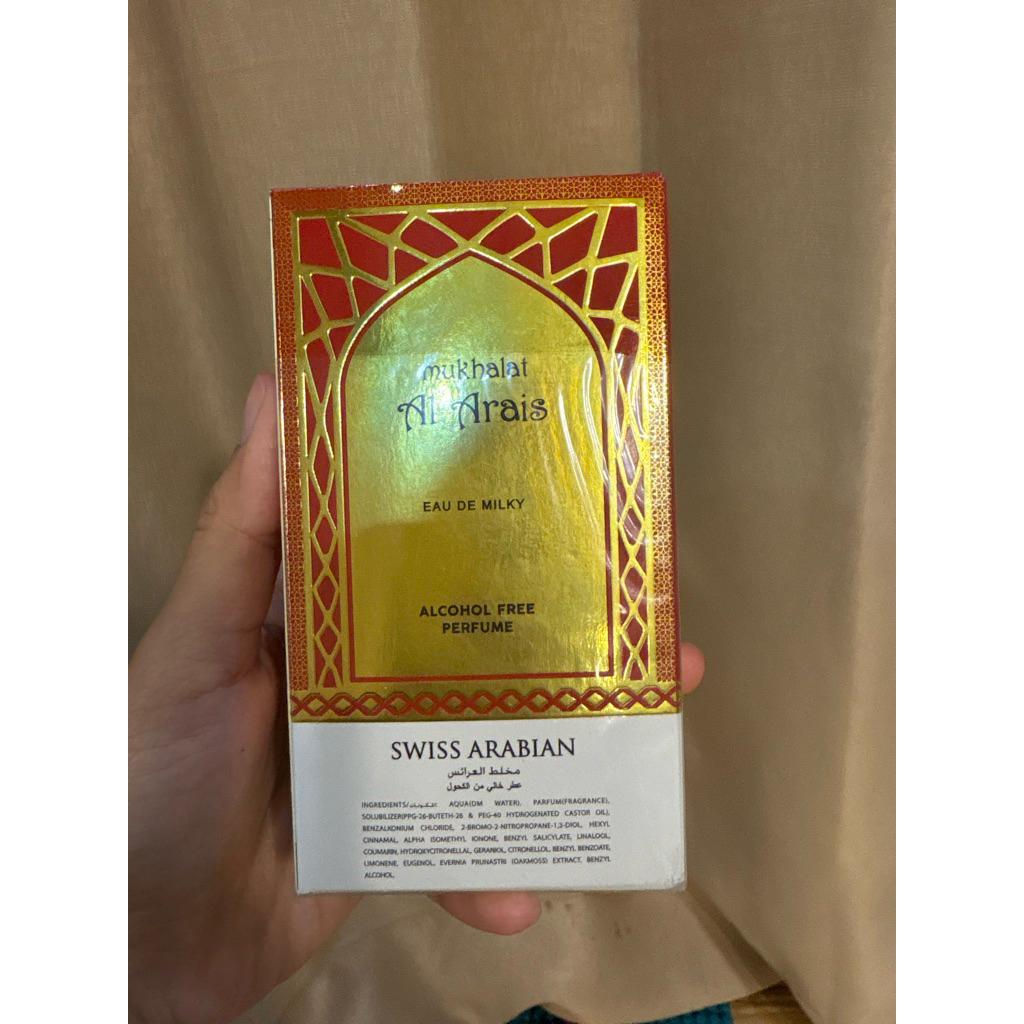 mukhalat
Al Arais
EAU DE MILKY
ALCOHOL FREE
PERFUME
SWISS ARABIAN
مخلط العرائس
عطر خالي من الكحول
INGREDIENTS/المكونات: AQUA(DM WATER), PARFUM(FRAGRANCE),
SOLUBILIZER(PPG-26-BUTETH-26 & PEG-40 HYDROGENATED CASTOR OIL),
BENZALKONIUM CHLORIDE, 2-BROMO-2-NITROPROPANE-1,3-DIOL, HEXYL
CINNAMAL, ALPHA ISOMETHYL IONONE, BENZYL SALICYLATE, LINALOOL,
COUMARIN, HYDROXYCITRONELLAL, GERANIOL, CITRONELLOL, BENZYL BENZOATE,
LIMONENE, EUGENOL, EVERNIA PRUNASTRI (OAKMOSS) EXTRACT, BENZYL
ALCOHOL.